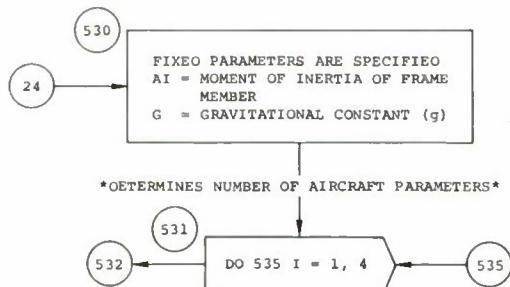 530
FIXEO PARAMETERS ARE SPECIFIEO
AI = MOMENT OF INERTIA OF FRAME
MEMBER
G = GRAVITATIONAL CONSTANT (g)
24
*OETERMINES NUMBER OF AIRCRAFT PARAMETERS*
531
532
DO 535 I = 1, 4
535